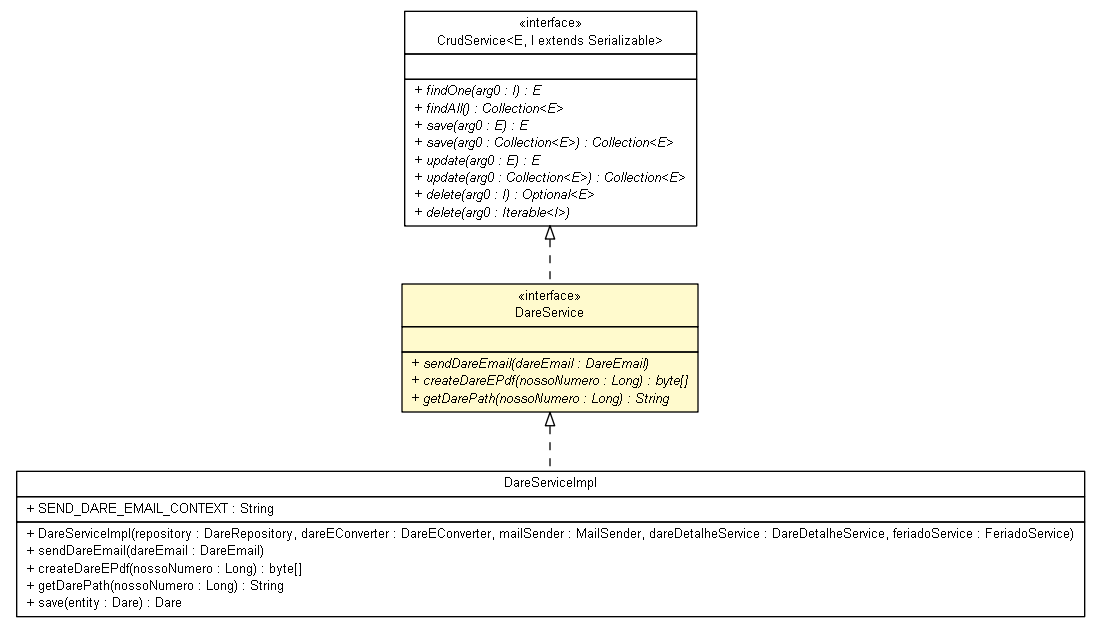 «interface»
CrudService<E, I extends Serializable>
+ findOne(arg0 : I) : E
+ findAll() : Collection<E>
+ save(arg0 : E) : E
+ save(arg0 : Collection<E>) : Collection<E>
+ update(arg0 : E) : E
+ update(arg0 : Collection<E>) : Collection<E>
+ delete(arg0 : I) : Optional<E>
+ delete(arg0 : Iterable<I>)
«interface»
DareService
+ sendDareEmail(dareEmail : DareEmail)
+ createDareEPdf(nossoNumero : Long) : byte[]
+ getDarePath(nossoNumero : Long) : String
DareServiceImpl
+ SEND_DARE_EMAIL_CONTEXT : String
+ DareServiceImpl(repository : DareRepository, dareEConverter : DareEConverter, mailSender : MailSender, dareDetalheService : DareDetalheService, feriadoService : FeriadoService)
+ sendDareEmail(dareEmail : DareEmail)
+ createDareEPdf(nossoNumero : Long) : byte[]
+ getDarePath(nossoNumero : Long) : String
+ save(entity : Dare) : Dare